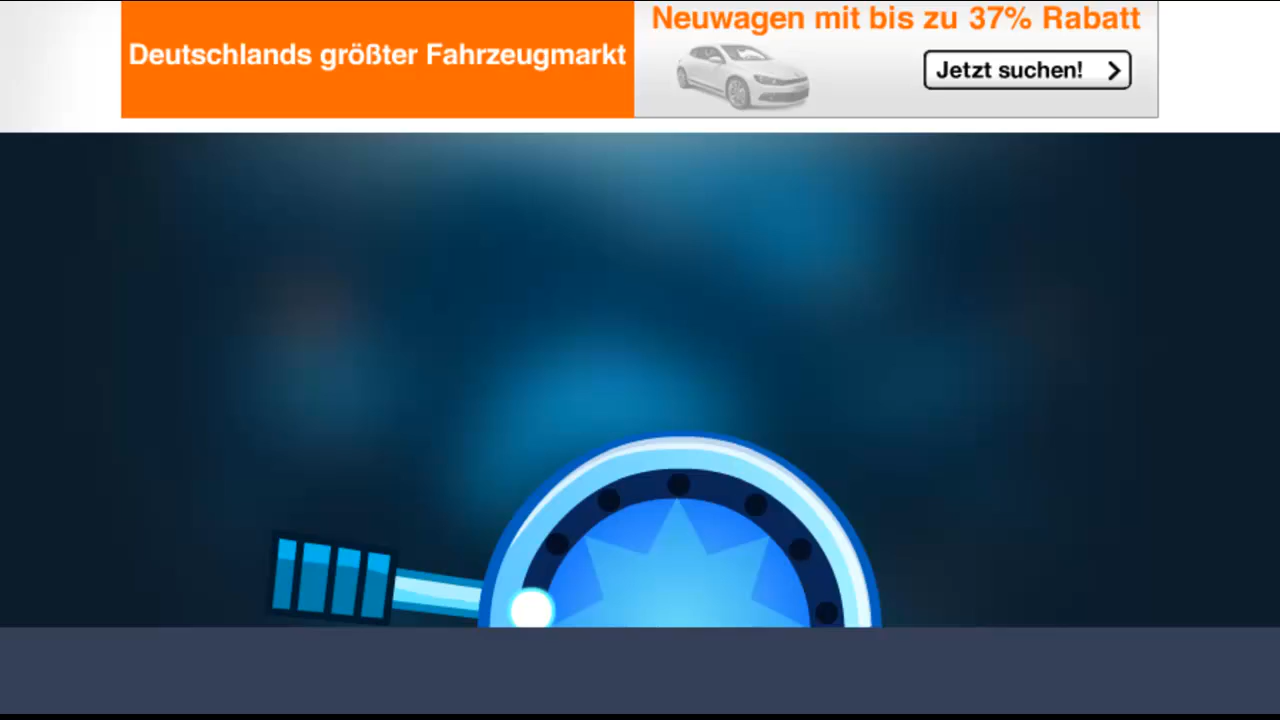 Deutschlands größter Fahrzeugmarkt
Neuwagen mit bis zu 37% Rabatt
Jetzt suchen!